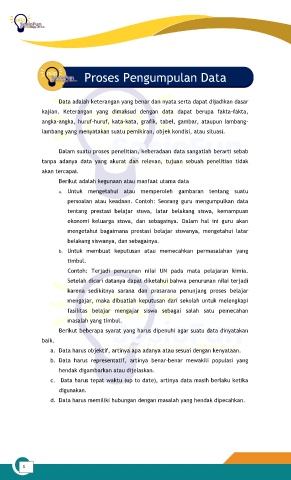 Proses Pengumpulan Data
Data adalah keterangan yang benar dan nyata serta dapat dijadikan dasar
kajian. Keterangan yang dimaksud dengan data dapat berupa fakta-fakta,
angka-angka, huruf-huruf, kata-kata, grafik, tabel, gambar, ataupun lambang-
lambang yang menyatakan suatu pemikiran, objek kondisi, atau situasi.
Dalam suatu proses penelitian, keberadaan data sangatlah berarti sebab
tanpa adanya data yang akurat dan relevan, tujuan sebuah penelitian tidak
akan tercapai.
Berikut adalah kegunaan atau manfaat utama data
a. Untuk mengetahui atau memperoleh gambaran tentang suatu
persoalan atau keadaan. Contoh: Seorang guru mengumpulkan data
tentang prestasi belajar siswa, latar belakang siswa, kemampuan
ekonomi keluarga siswa, dan sebagainya. Dalam hal ini guru akan
mengetahui bagaimana prestasi belajar siswanya, mengetahui latar
belakang siswanya, dan sebagainya.
b. Untuk membuat keputusan atau memecahkan permasalahan yang
timbul.
Contoh: Terjadi penurunan nilai UN pada mata pelajaran kimia.
Setelah dicari datanya dapat diketahui bahwa penurunan nilai terjadi
karena sedikitnya sarana dan prasarana penunjang proses belajar
mengajar, maka dibuatlah keputusan dari sekolah untuk melengkapi
fasilitas belajar mengajar siswa sebagai salah satu pemecahan
masalah yang timbul.
Berikut beberapa syarat yang harus dipenuhi agar suatu data dinyatakan
baik.
a. Data harus objektif, artinya apa adanya atau sesuai dengan kenyataan.
b. Data harus representatif, artinya benar-benar mewakili populasi yang
hendak digambarkan atau dijelaskan.
c. Data harus tepat waktu (up to date), artinya data masih berlaku ketika
digunakan.
d. Data harus memiliki hubungan dengan masalah yang hendak dipecahkan.